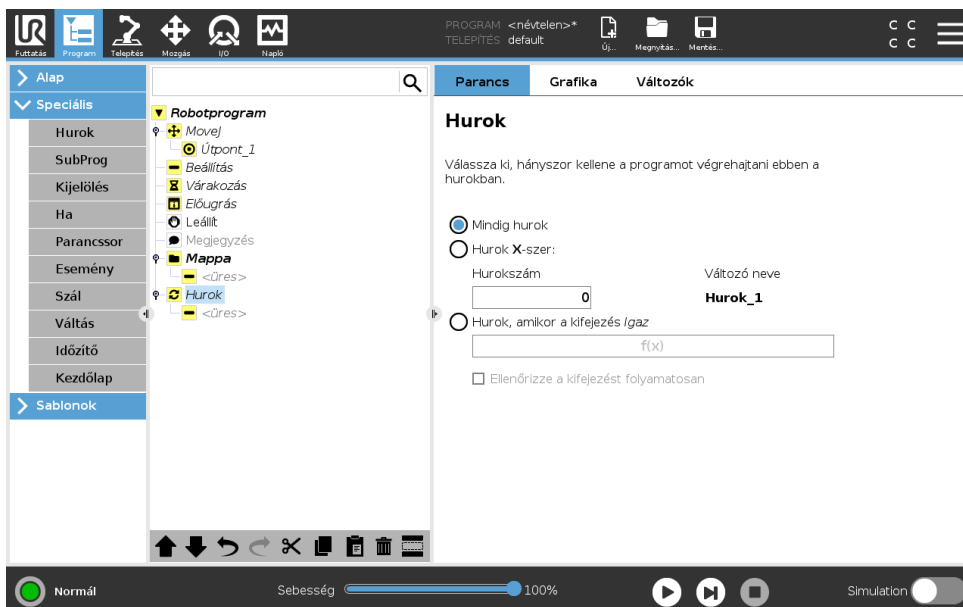 UR
Futtatás
Program
Telepítés
Mozgás
I/O
Napló
PROGRAM <névtelen>*
TELEPÍTÉS default
Új...
Megnyitás...
Mentés...
C C
C C
Alap
Speciális
Hurok
SubProg
Kijelölés
Ha
Parancssor
Esemény
Szál
Váltás
Időzítő
Kezdőlap
Sablonok
Robotprogram
MoveJ
Útpont_1
Beállítás
Várakozás
Előugrás
Leállít
Megjegyzés
Mappa
<üres>
Hurok
<üres>
Parancs Grafika Változók
Hurok
Válassza ki, hányszor kellene a programot végrehajtani ebben a
hurokban.
Mindig hurok
Hurok X-szer:
Hurokszám Változó neve
0 Hurok_1
Hurok, amikor a kifejezés Igaz
f(x)
Ellenőrizze a kifejezést folyamatosan
Normál
Sebesség 100%
Simulation